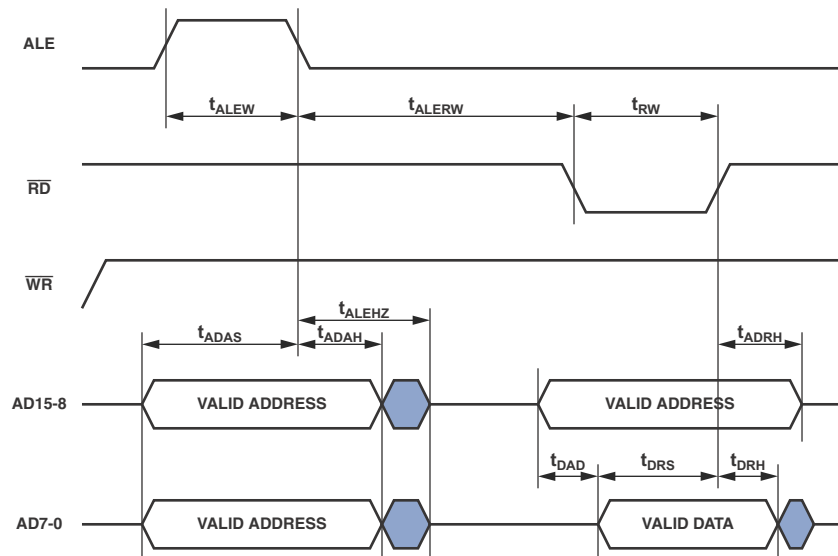 ALE
tALEW
tALERW
tRW
RD
WR
tALEHZ
tADAS
tADAH
tADRH
AD15-8
VALID ADDRESS
VALID ADDRESS
tDAD
tDRS
tDRH
AD7-0
VALID ADDRESS
VALID DATA